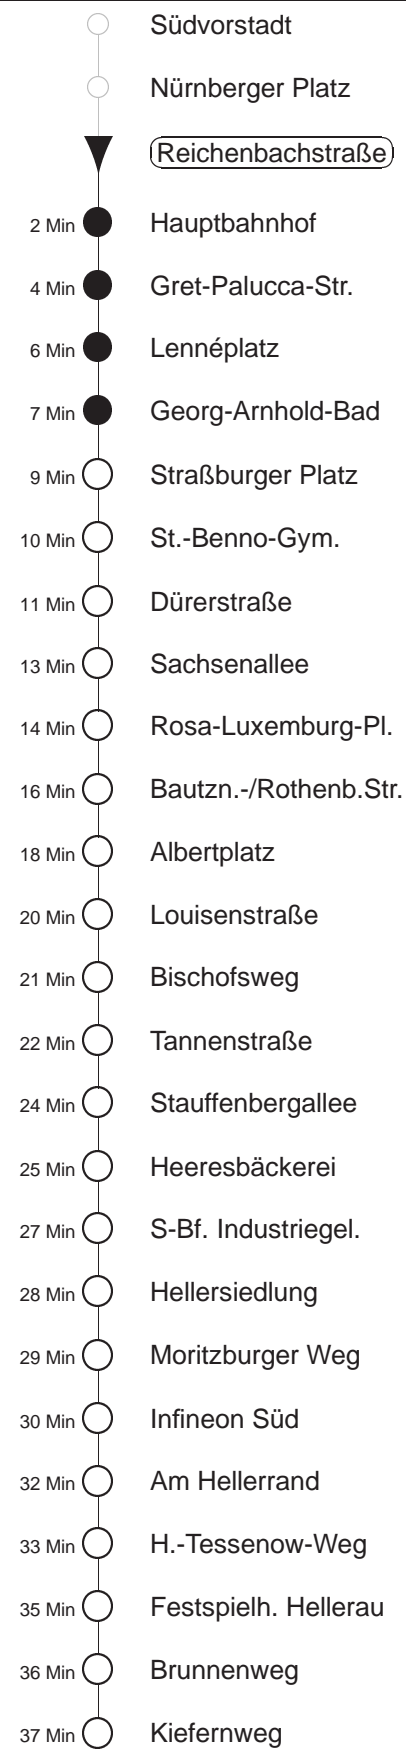 Südvorstadt
Nürnberger Platz
Reichenbachstraße
2 Min Hauptbahnhof
4 Min Gret-Palucca-Str.
6 Min Lennéplatz
7 Min Georg-Arnhold-Bad
9 Min Straßburger Platz
10 Min St.-Benno-Gym.
11 Min Dürerstraße
13 Min Sachsenallee
14 Min Rosa-Luxemburg-Pl.
16 Min Bautzn.-/Rothenb.Str.
18 Min Albertplatz
20 Min Louisenstraße
21 Min Bischofsweg
22 Min Tannenstraße
24 Min Stauffenbergallee
25 Min Heeresbäckerei
27 Min S-Bf. Industriegel.
28 Min Hellersiedlung
29 Min Moritzburger Weg
30 Min Infineon Süd
32 Min Am Hellerrand
33 Min H.-Tessenow-Weg
35 Min Festspielh. Hellerau
36 Min Brunnenweg
37 Min Kiefernweg